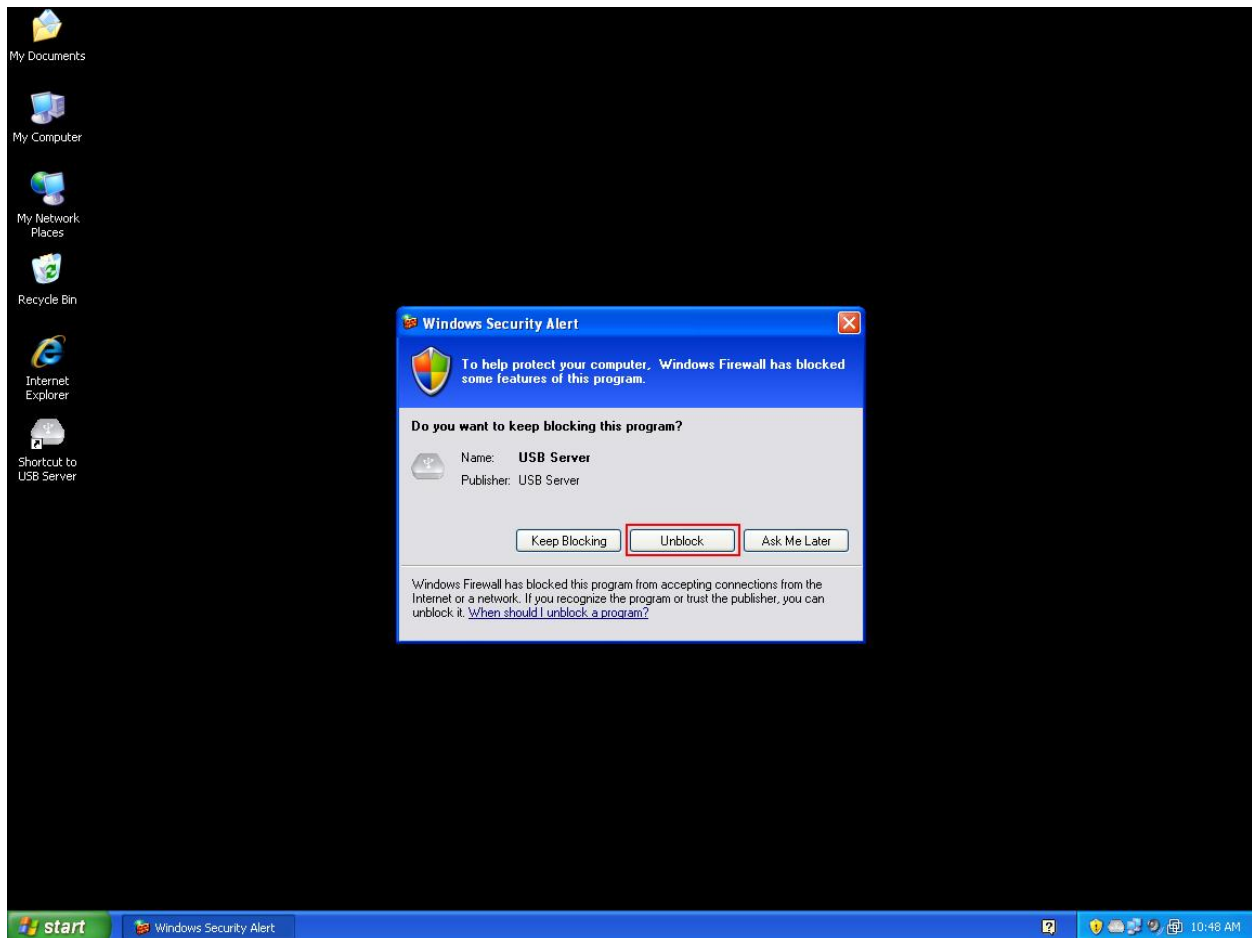 My Documents
My Computer
My Network
Places
Recycle Bin
Internet
Explorer
Shortcut to
USB Server
Windows Security Alert
To help protect your computer, Windows Firewall has blocked
some features of this program.
Do you want to keep blocking this program?
Name: USB Server
Publisher: USB Server
Keep Blocking Unblock Ask Me Later
Windows Firewall has blocked this program from accepting connections from the
Internet or a network. If you recognize the program or trust the publisher, you can
unblock it. When should I unblock a program?
start Windows Security Alert 10:48 AM